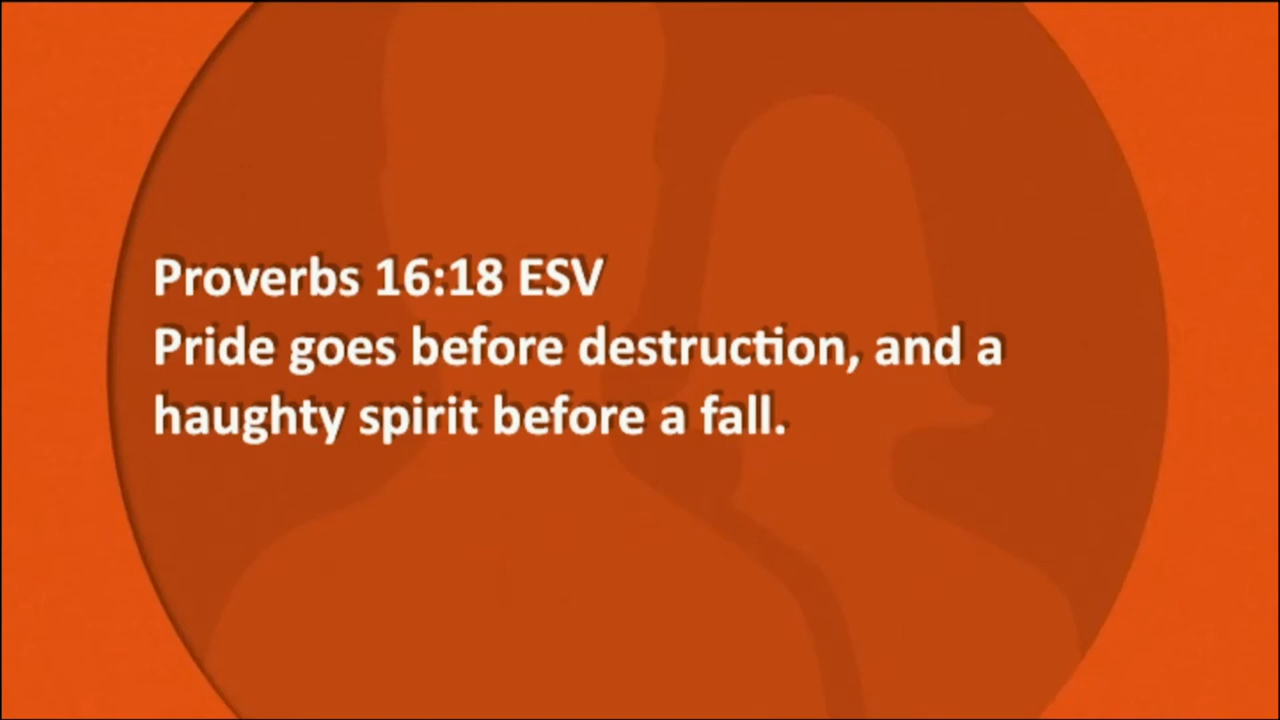 Proverbs 16:18 ESV
Pride goes before destruction, and a
haughty spirit before a fall.